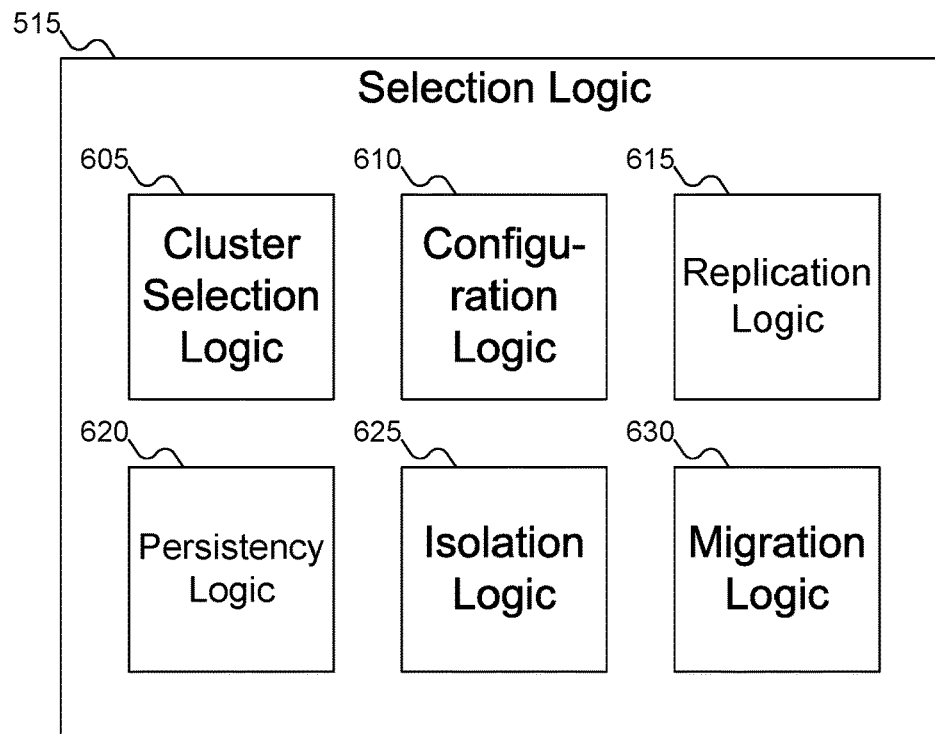 515
Selection Logic
605
610
615
Cluster
Selection
Logic
Configu-
ration
Logic
Replication
Logic
620
625
630
Persistency
Logic
Isolation
Logic
Migration
Logic